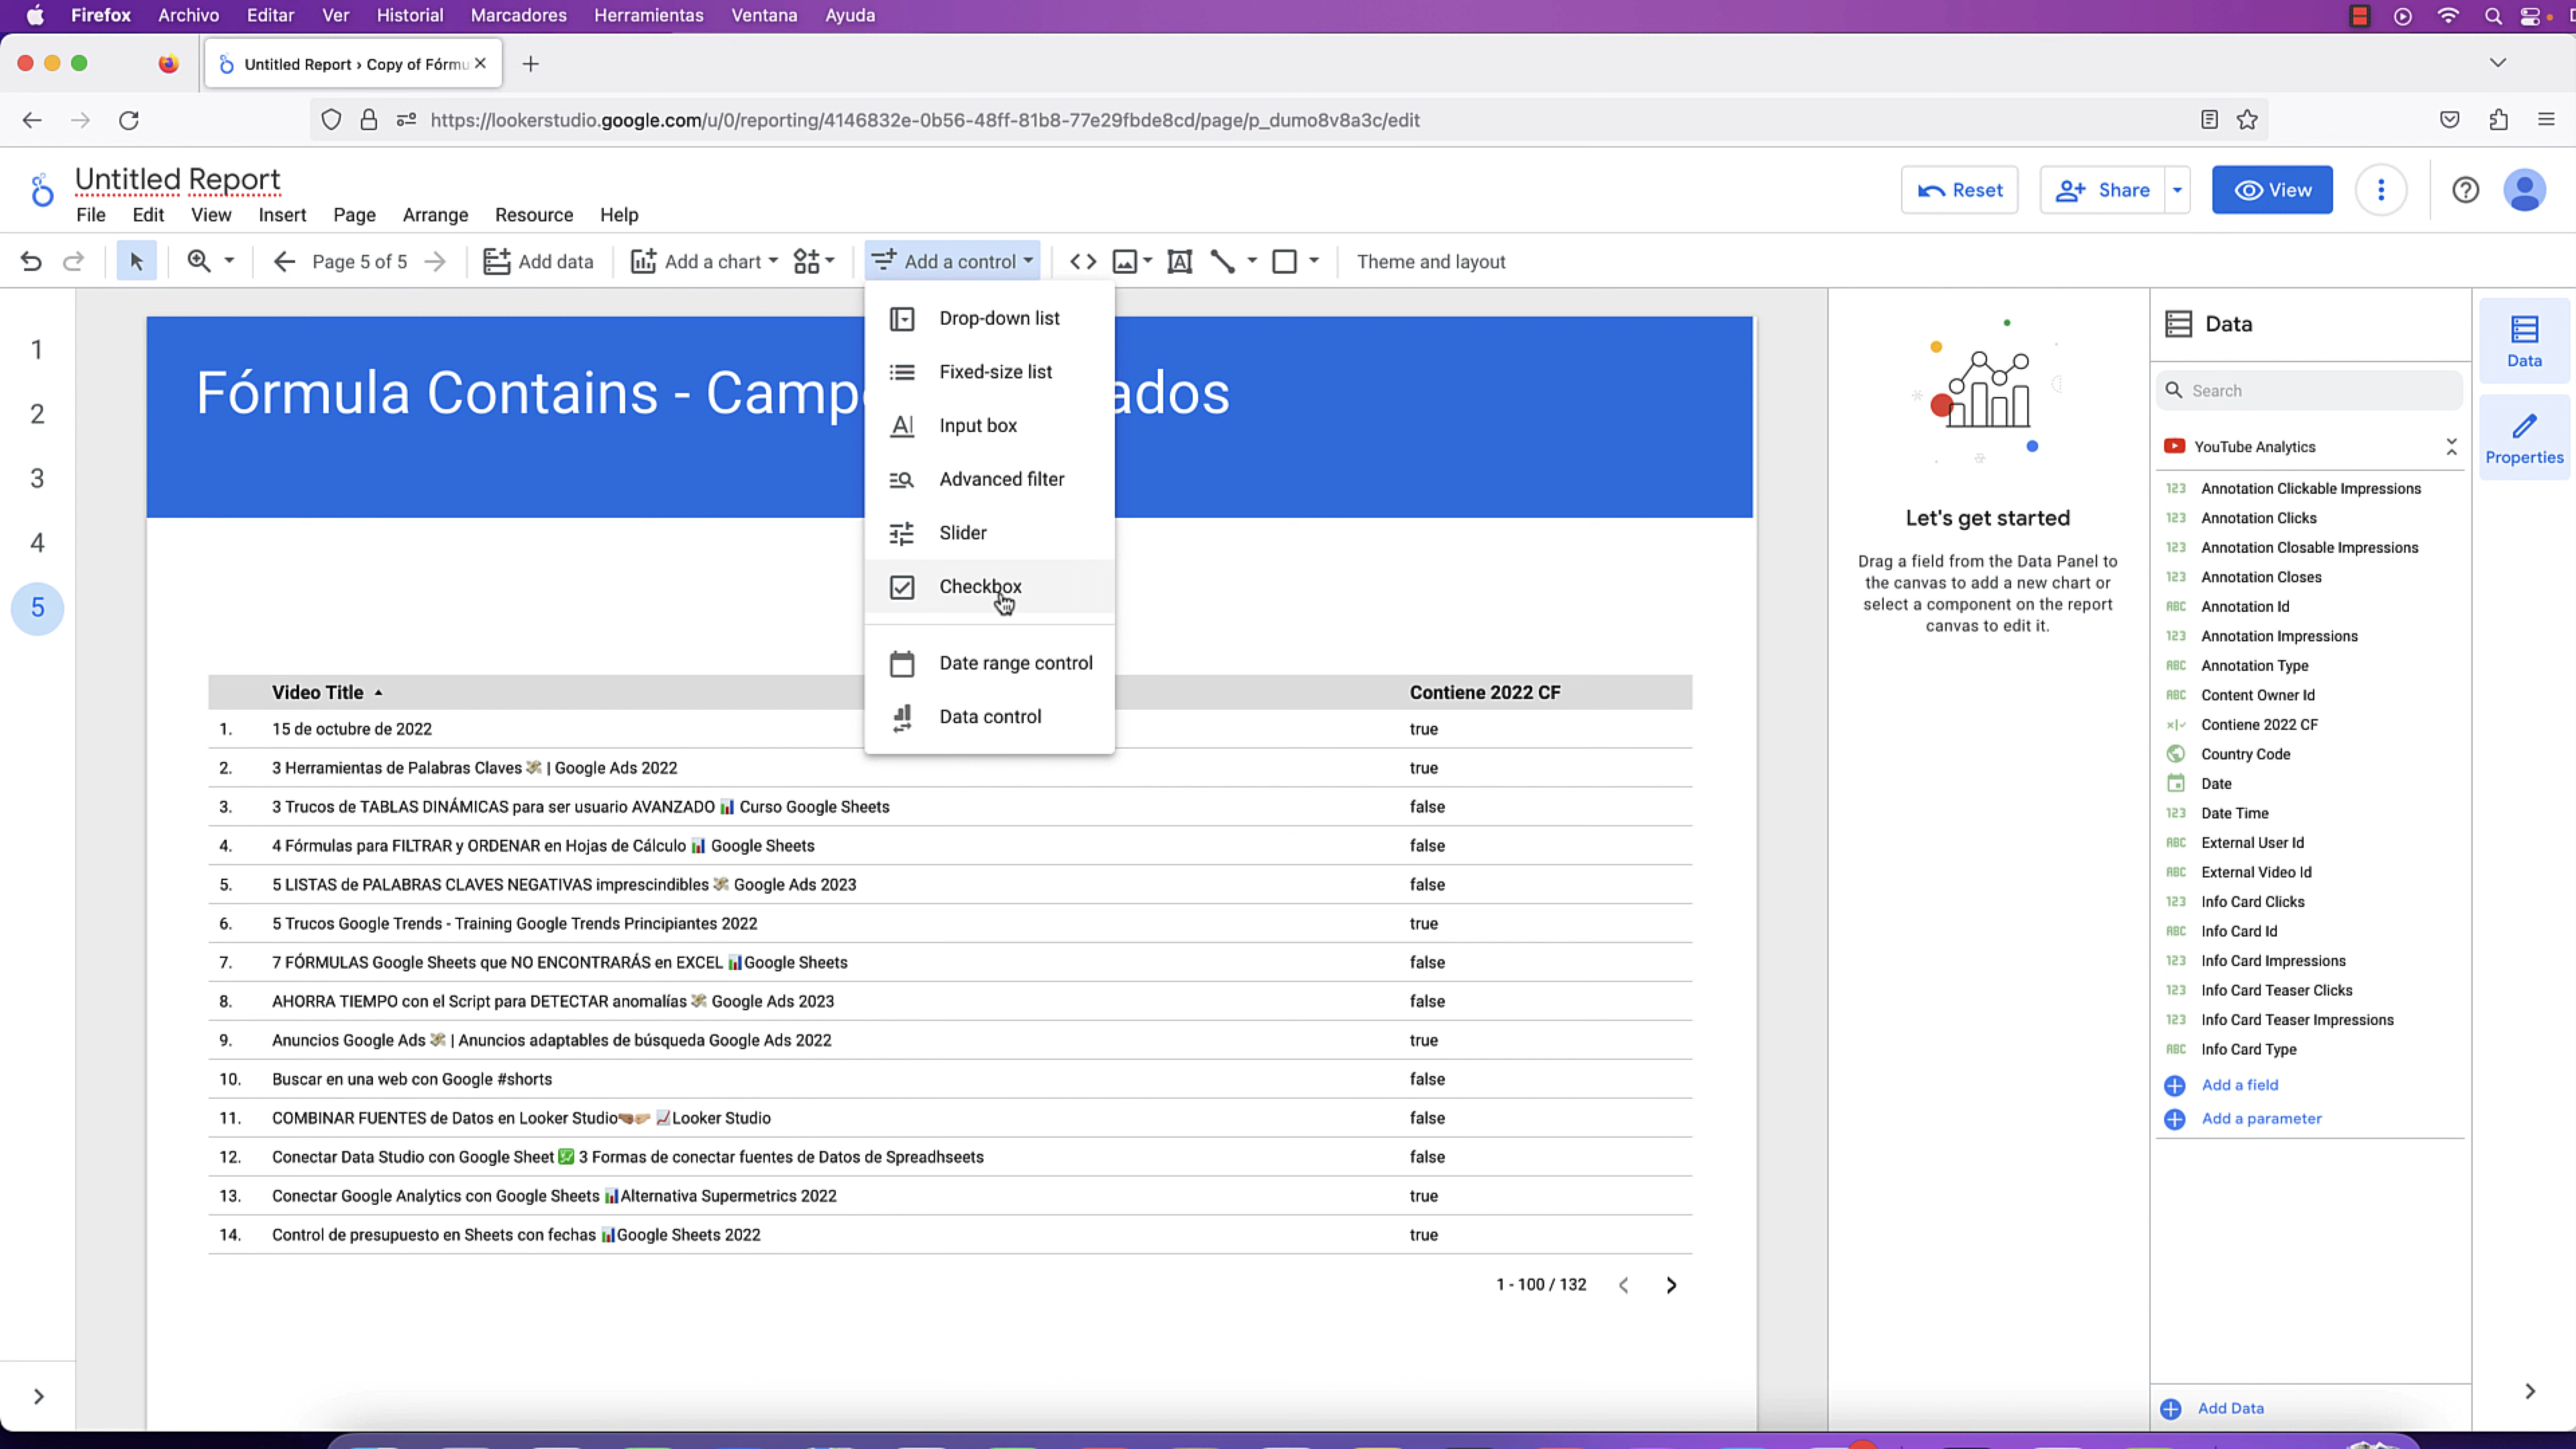 Firefox Archivo Editar Ver Historial Marcadores Herramientas Ventana Ayuda
Untitled Report › Copy of Fórmu
https://lookerstudio.google.com/u/0/reporting/4146832e-0b56-48ff-81b8-77e29fbde8cd/page/p_dumo8v8a3c/edit
Untitled Report
Reset Share View
File Edit View Insert Page Arrange Resource Help
Page 5 of 5 Add data Add a chart Add a control Theme and layout
1
2
3
4
5
Fórmula Contains - Camp ados
Drop-down list
Fixed-size list
Input box
Advanced filter
Slider
Checkbox
Date range control
Data control
Video Title Contiene 2022 CF
1. 15 de octubre de 2022 true
2. 3 Herramientas de Palabras Claves 💸 | Google Ads 2022 true
3. 3 Trucos de TABLAS DINÁMICAS para ser usuario AVANZADO 📊 Curso Google Sheets false
4. 4 Fórmulas para FILTRAR y ORDENAR en Hojas de Cálculo 📊 Google Sheets false
5. 5 LISTAS de PALABRAS CLAVES NEGATIVAS imprescindibles 💸 Google Ads 2023 false
6. 5 Trucos Google Trends - Training Google Trends Principiantes 2022 true
7. 7 FÓRMULAS Google Sheets que NO ENCONTRARÁS en EXCEL 📊Google Sheets false
8. AHORRA TIEMPO con el Script para DETECTAR anomalías 💸 Google Ads 2023 false
9. Anuncios Google Ads 💸 | Anuncios adaptables de búsqueda Google Ads 2022 true
10. Buscar en una web con Google #shorts false
11. COMBINAR FUENTES de Datos en Looker Studio🤜🏾🤛🏼 📈Looker Studio false
12. Conectar Data Studio con Google Sheet 💹 3 Formas de conectar fuentes de Datos de Spreadhseets false
13. Conectar Google Analytics con Google Sheets 📊Alternativa Supermetrics 2022 true
14. Control de presupuesto en Sheets con fechas 📊Google Sheets 2022 true
1 - 100 / 132
Let's get started
Drag a field from the Data Panel to
the canvas to add a new chart or
select a component on the report
canvas to edit it.
Data
Search
YouTube Analytics
123 Annotation Clickable Impressions
123 Annotation Clicks
123 Annotation Closable Impressions
123 Annotation Closes
ABC Annotation Id
123 Annotation Impressions
ABC Annotation Type
ABC Content Owner Id
Contiene 2022 CF
Country Code
Date
123 Date Time
ABC External User Id
ABC External Video Id
123 Info Card Clicks
ABC Info Card Id
123 Info Card Impressions
123 Info Card Teaser Clicks
123 Info Card Teaser Impressions
ABC Info Card Type
Add a field
Add a parameter
Add Data
Data
Properties